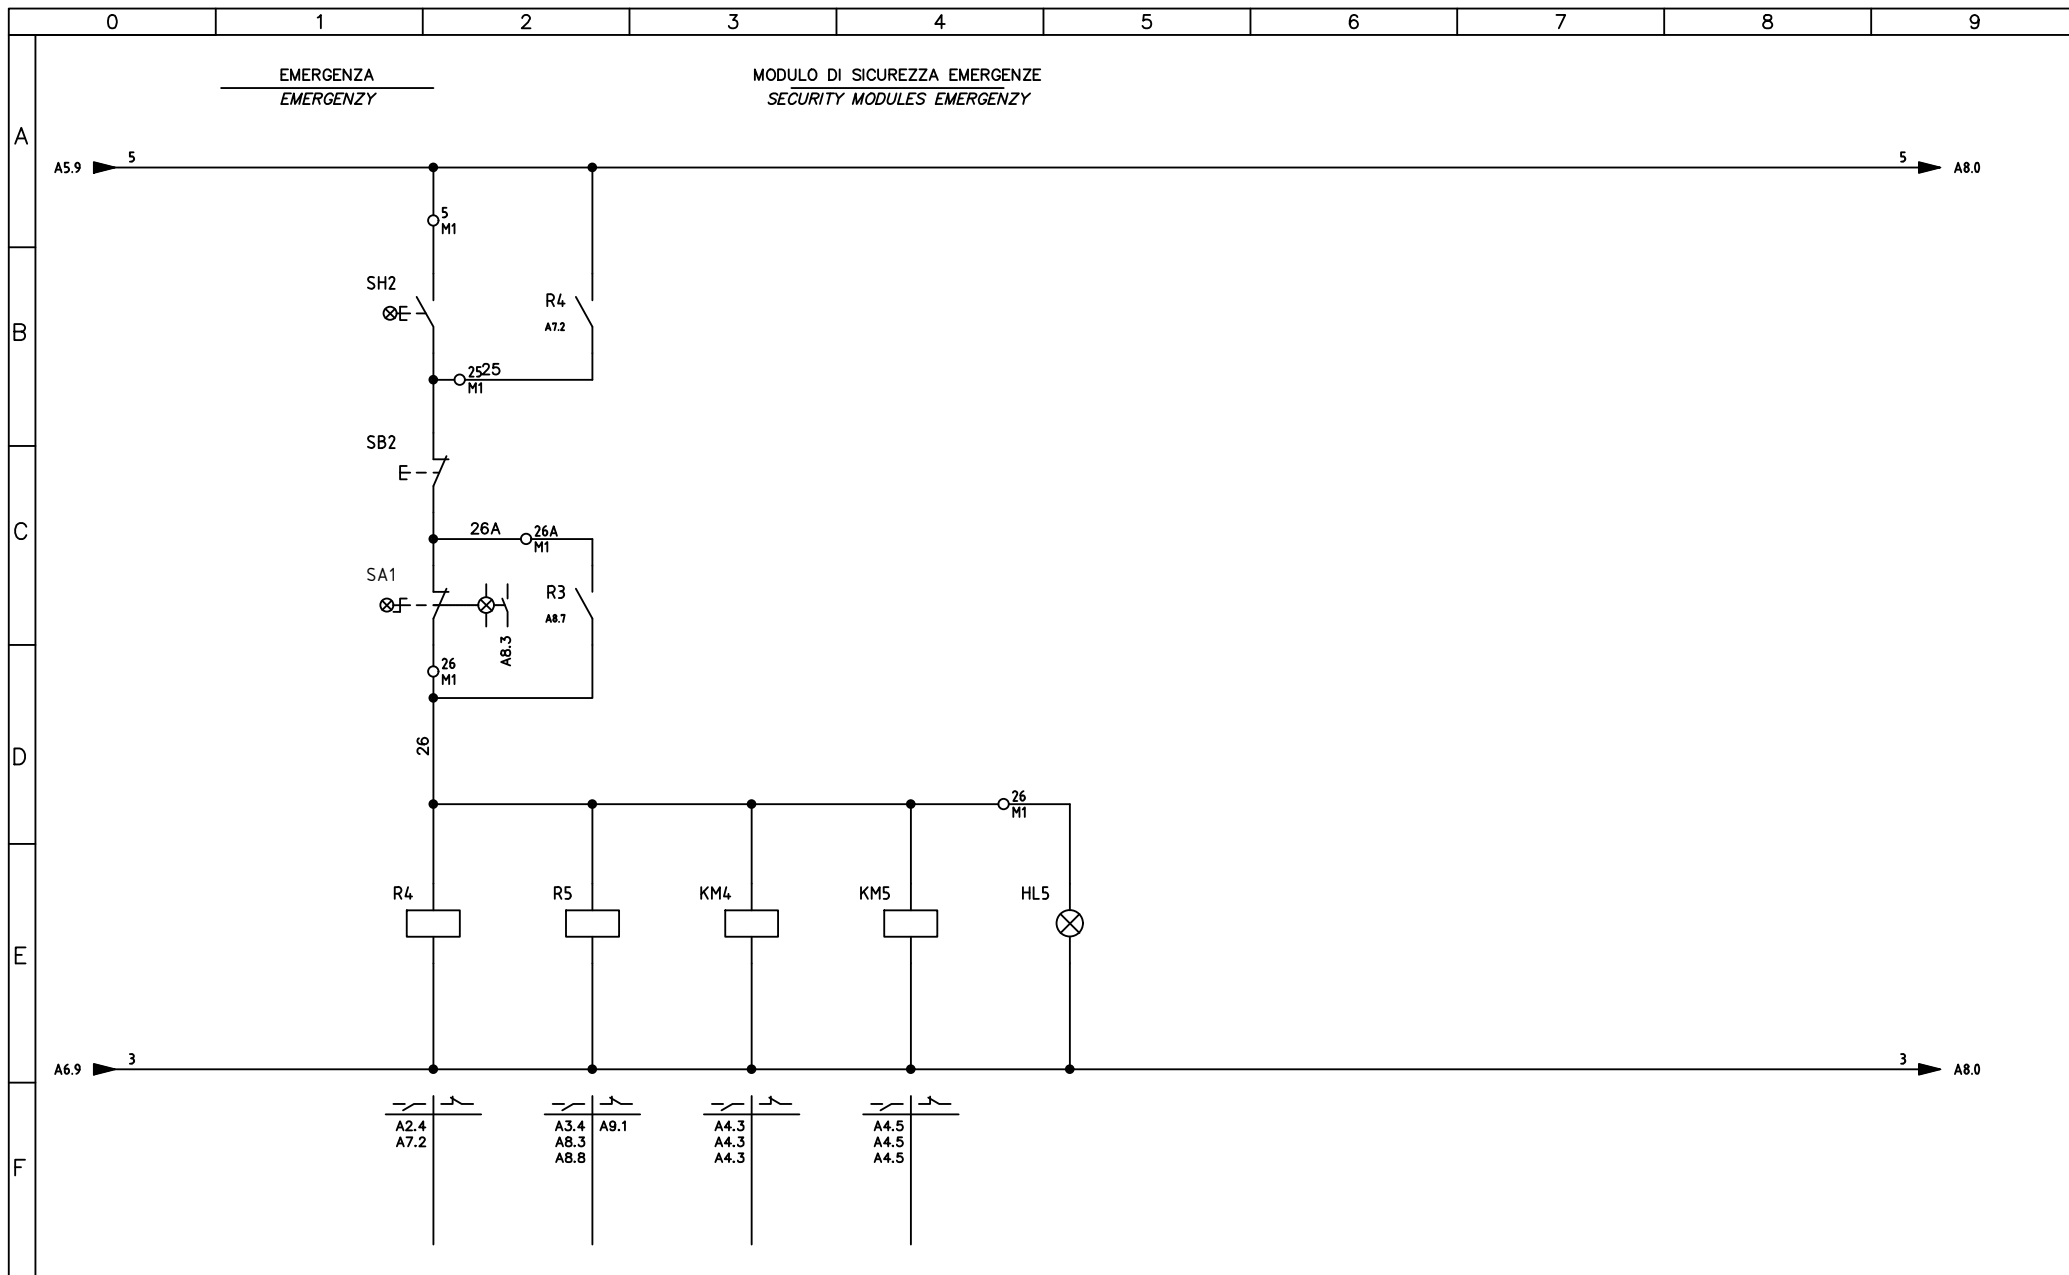 0 1 2 3 4 5 6 7 8 9
EMERGENZA
EMERGENZY
MODULO DI SICUREZZA EMERGENZE
SECURITY MODULES EMERGENZY
A
A5.9 5 5 A8.0
5
M1
SH2
R4
A7.2
B
25 25
M1
SB2
C
26A 26A
M1
SA1
R3
A8.7
A8.3
26
M1
26
D
26
M1
R4 R5 KM4 KM5 HL5
E
A6.9 3 3 A8.0
A2.4 A3.4 A9.1 A4.3 A4.5
A7.2 A8.3 A4.3 A4.5
A8.8 A4.3 A4.5
F